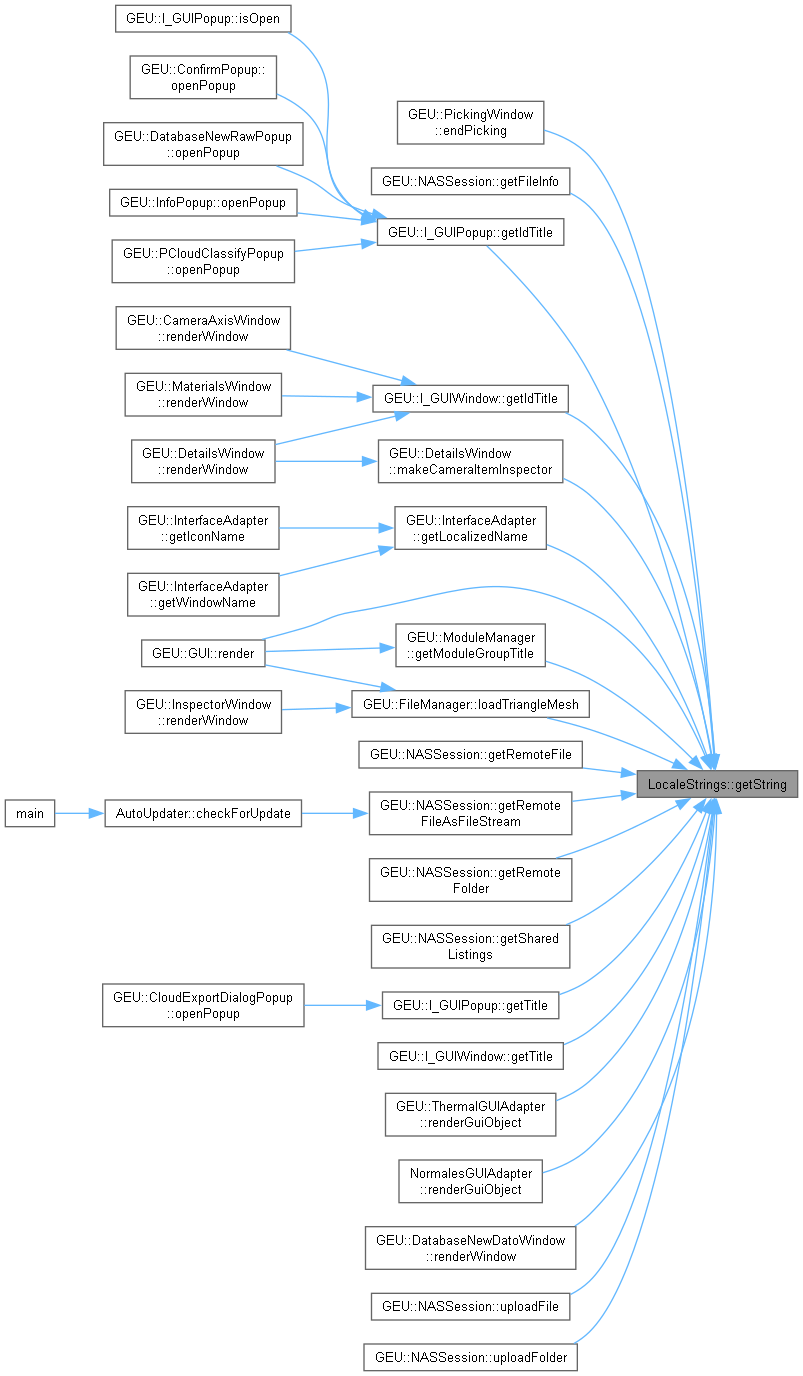 GEU::I_GUIPopup::isOpen
GEU::ConfirmPopup::
openPopup
GEU::PickingWindow
::endPicking
GEU::DatabaseNewRawPopup
::openPopup
GEU::NASSession::getFileInfo
GEU::InfoPopup::openPopup
GEU::I_GUIPopup::getIdTitle
GEU::PCloudClassifyPopup
::openPopup
GEU::CameraAxisWindow
::renderWindow
GEU::MaterialsWindow
::renderWindow
GEU::I_GUIWindow::getIdTitle
GEU::DetailsWindow
::renderWindow
GEU::DetailsWindow
::makeCameraItemInspector
GEU::InterfaceAdapter
::getIconName
GEU::InterfaceAdapter
::getLocalizedName
GEU::InterfaceAdapter
::getWindowName
GEU::GUI::render
GEU::ModuleManager
::getModuleGroupTitle
GEU::InspectorWindow
::renderWindow
GEU::FileManager::loadTriangleMesh
GEU::NASSession::getRemoteFile
LocaleStrings::getString
main
AutoUpdater::checkForUpdate
GEU::NASSession::getRemote
FileAsFileStream
GEU::NASSession::getRemote
Folder
GEU::NASSession::getShared
Listings
GEU::CloudExportDialogPopup
::openPopup
GEU::I_GUIPopup::getTitle
GEU::I_GUIWindow::getTitle
GEU::ThermalGUIAdapter
::renderGuiObject
NormalesGUIAdapter
::renderGuiObject
GEU::DatabaseNewDatoWindow
::renderWindow
GEU::NASSession::uploadFile
GEU::NASSession::uploadFolder